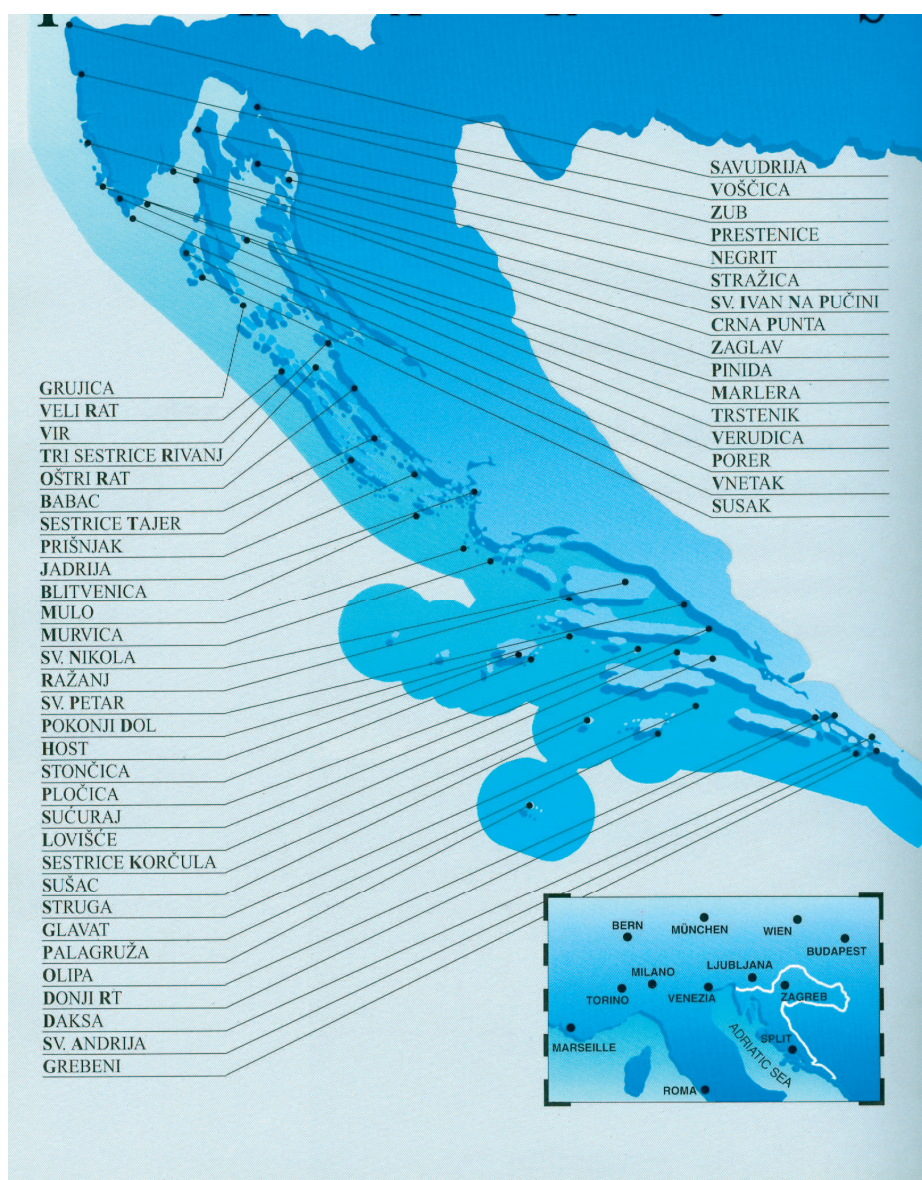 SAVUDRIJA
VOŠČICA
ZUB
PRESTENICE
NEGRIT
STRAŽICA
SV. IVAN NA PUČINI
CRNA PUNTA
ZAGLAV
PINIDA
MARLERA
TRSTENIK
VERUDICA
PORER
VNETAK
SUSAK
GRUJICA
VELI RAT
VIR
TRI SESTRICE RIVANJ
OŠTRI RAT
BABAC
SESTRICE TAJER
PRIŠNJAK
JADRIJA
BLITVENICA
MULO
MURVICA
SV. NIKOLA
RAŽANJ
SV. PETAR
POKONJI DOL
HOST
STONČICA
PLOČICA
SUĆURAJ
LOVIŠĆE
SESTRICE KORČULA
SUŠAC
STRUGA
GLAVAT
PALAGRUŽA
OLIPA
DONJI RT
DAKSA
SV. ANDRIJA
GREBENI
BERN
MÜNCHEN
WIEN
BUDAPEST
LJUBLJANA
MILANO
TORINO
VENEZIA
ZAGREB
MARSEILLE
SPLIT
ADRIATIC SEA
ROMA